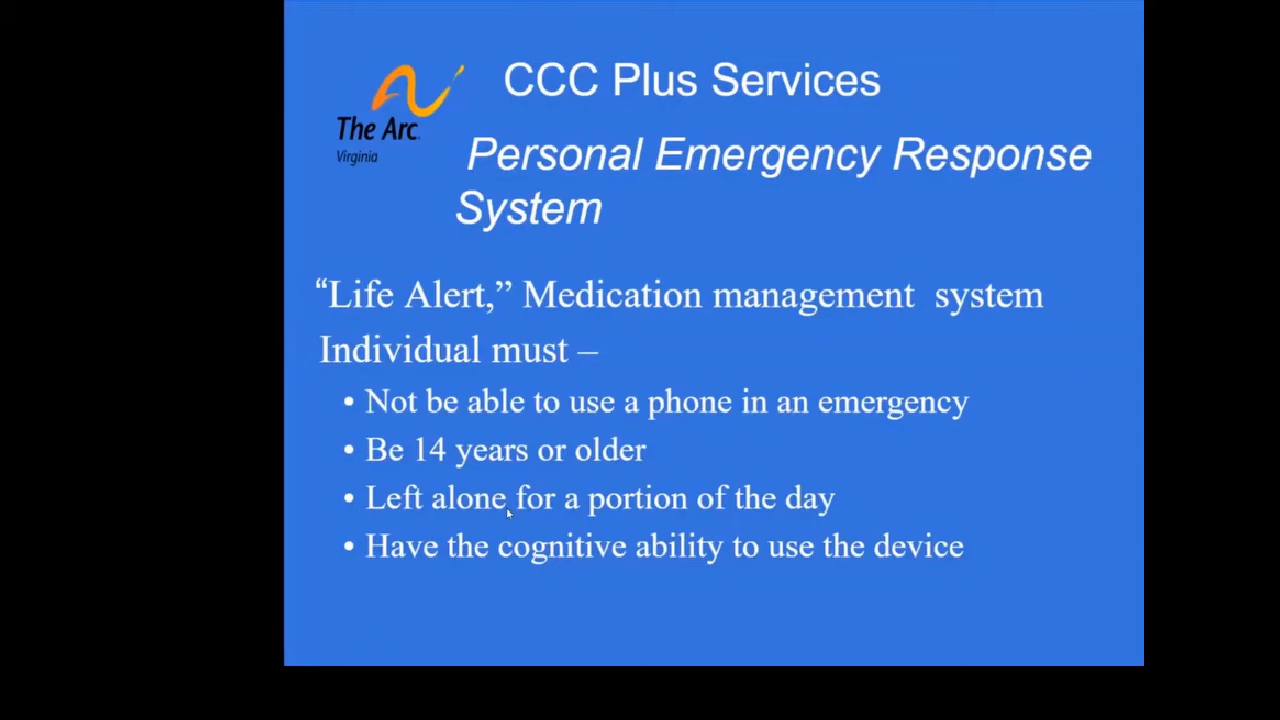 CCC Plus Services
The Arc
Virginia
Personal Emergency Response
System
“Life Alert,” Medication management system
Individual must –
• Not be able to use a phone in an emergency
• Be 14 years or older
• Left alone for a portion of the day
• Have the cognitive ability to use the device